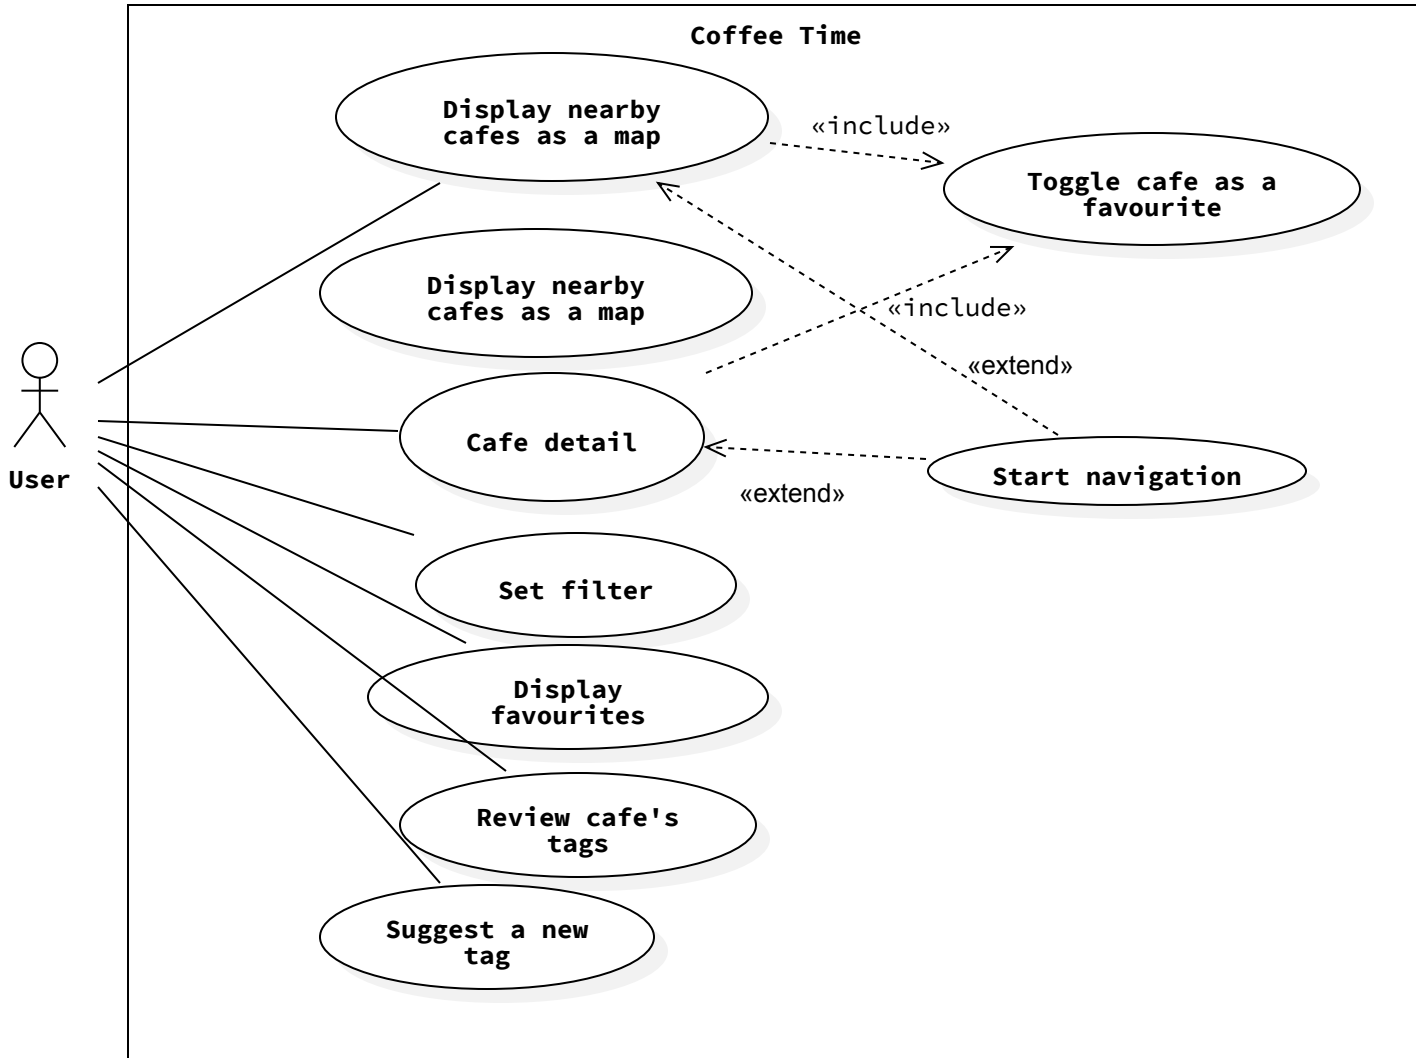 Coffee Time
Display nearby
cafes as a map
«include»
Toggle cafe as a
favourite
Display nearby
cafes as a map
«include»
«extend»
Cafe detail
User
Start navigation
«extend»
Set filter
Display
favourites
Review cafe's
tags
Suggest a new
tag